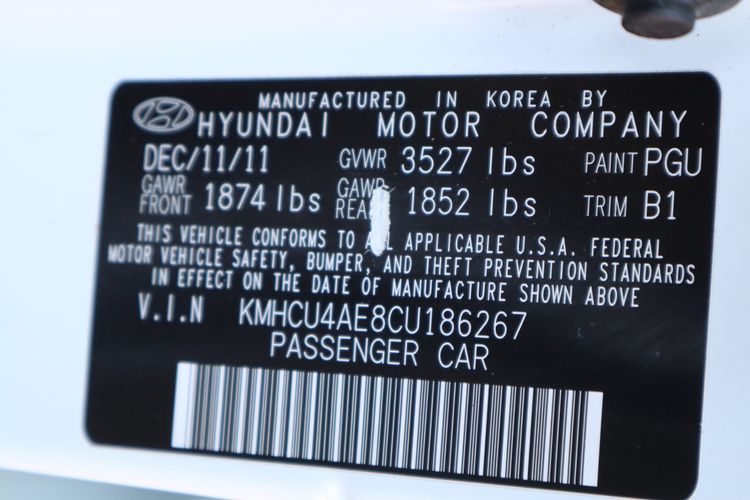 MANUFACTURED IN KOREA BY
HYUNDAI MOTOR COMPANY
DEC/11/11 GVWR 3527 lbs PAINT PGU
GAWR FRONT 1874 lbs GAWR REAR 1852 lbs TRIM B1
THIS VEHICLE CONFORMS TO ALL APPLICABLE U.S.A. FEDERAL
MOTOR VEHICLE SAFETY, BUMPER, AND THEFT PREVENTION STANDARDS
IN EFFECT ON THE DATE OF MANUFACTURE SHOWN ABOVE
V.I.N KMHCU4AE8CU186267
PASSENGER CAR